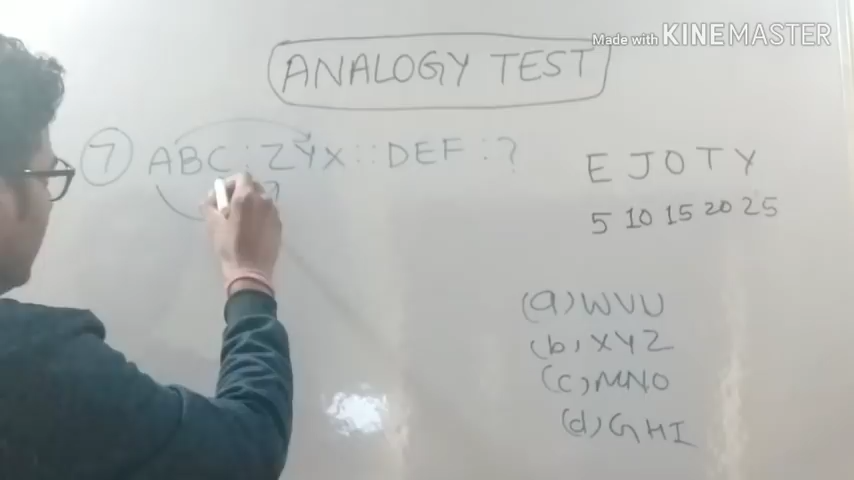 Made with KINEMASTER
ANALOGY TEST
7 ABC : ZYX :: DEF : ?
E J O T Y
5 10 15 20 25
(a) WVU
(b) XYZ
(c) MNO
(d) GHI